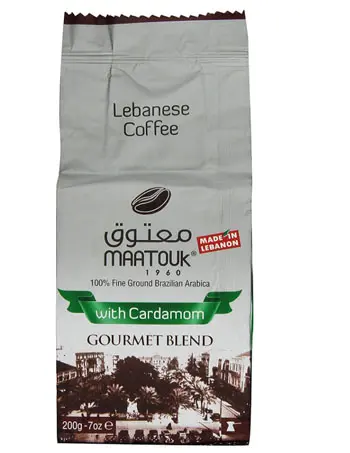 Lebanese
Coffee
معتوق
MAATOUK®
MADE IN
LEBANON
1960
100% Fine Ground Brazilian Arabica
with Cardamom
GOURMET BLEND
200g-7oz e